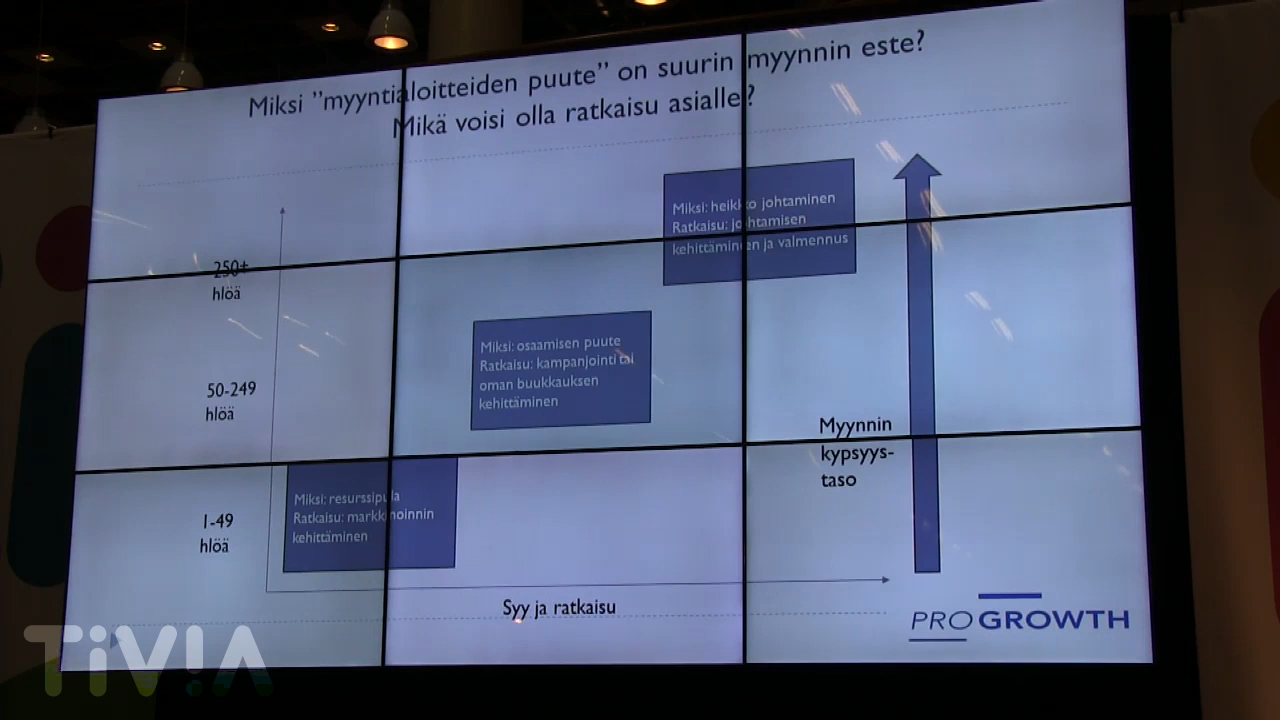 Miksi ”myyntialoitteiden puute” on suurin myynnin este?
Mikä voisi olla ratkaisu asialle?
Miksi: heikko johtaminen
Ratkaisu: johtamisen
kehittäminen ja valmennus
250+
hlöä
Miksi: osaamisen puute
Ratkaisu: kampanjointi tai
oman buukkauksen
kehittäminen
50-249
hlöä
Myynnin
kypsyys-
taso
Miksi: resurssipula
Ratkaisu: markkinoinnin
kehittäminen
1-49
hlöä
Syy ja ratkaisu
PROGROWTH
TiViA